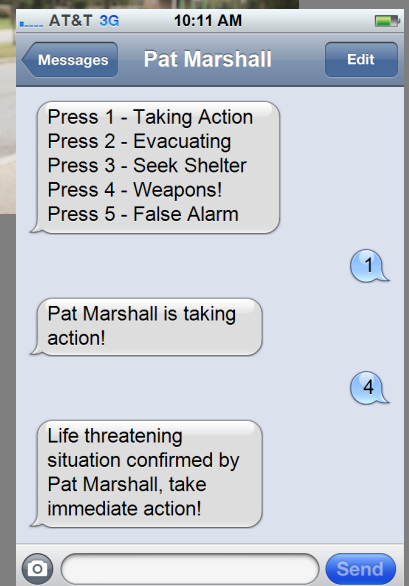 AT&T 3G 10:11 AM
Messages Pat Marshall Edit
Press 1 - Taking Action
Press 2 - Evacuating
Press 3 - Seek Shelter
Press 4 - Weapons!
Press 5 - False Alarm
1
Pat Marshall is taking
action!
4
Life threatening
situation confirmed by
Pat Marshall, take
immediate action!
Send